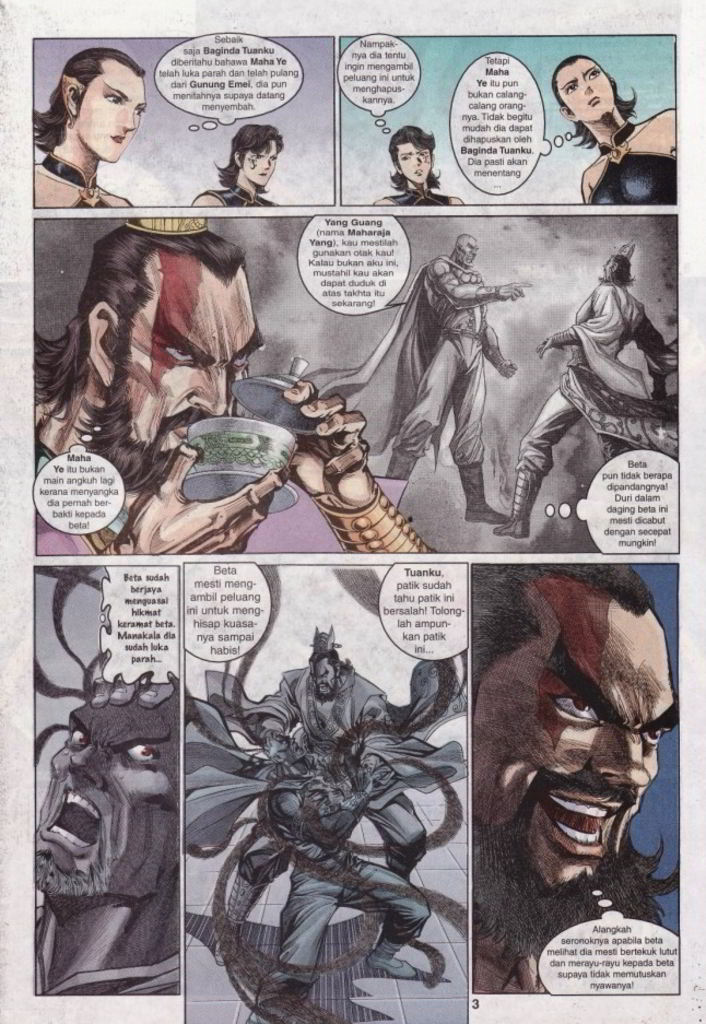 Sebaik
saja Baginda Tuanku
diberitahu bahawa Maha Ye
telah luka parah dan telah pulang
dari Gunung Emei, dia pun
menitahnya supaya datang
menyembah.
Nampak-
nya dia tentu
ingin mengambil
peluang ini untuk
menghapus-
kannya.
Tetapi
Maha
Ye itu pun
bukan calang-
calang orang-
nya. Tidak begitu
mudah dia dapat
dihapuskan oleh
Baginda Tuanku.
Dia pasti akan
menentang
...
Yang Guang
(nama Maharaja
Yang), kau mestilah
gunakan otak kau!
Kalau bukan aku ini,
mustahil kau akan
dapat duduk di
atas takhta itu
sekarang!
Maha
Ye itu bukan
main angkuh lagi
kerana menyangka
dia pernah ber-
bakti kepada
beta!
Beta
pun tidak berapa
dipandangnya!
Duri dalam
daging beta ini
mesti dicabut
dengan secepat
mungkin!
Beta sudah
berjaya
menguasai
hikmat
keramat beta.
Manakala dia
sudah luka
parah...
Beta
mesti meng-
ambil peluang
ini untuk meng-
hisap kuasa-
nya sampai
habis!
Tuanku,
patik sudah
tahu patik ini
bersalah! Tolong-
lah ampun-
kan patik
ini...
Alangkah
seronoknya apabila beta
melihat dia mesti bertekuk lutut
dan merayu-rayu kepada beta
supaya tidak memutuskan
nyawanya!
3